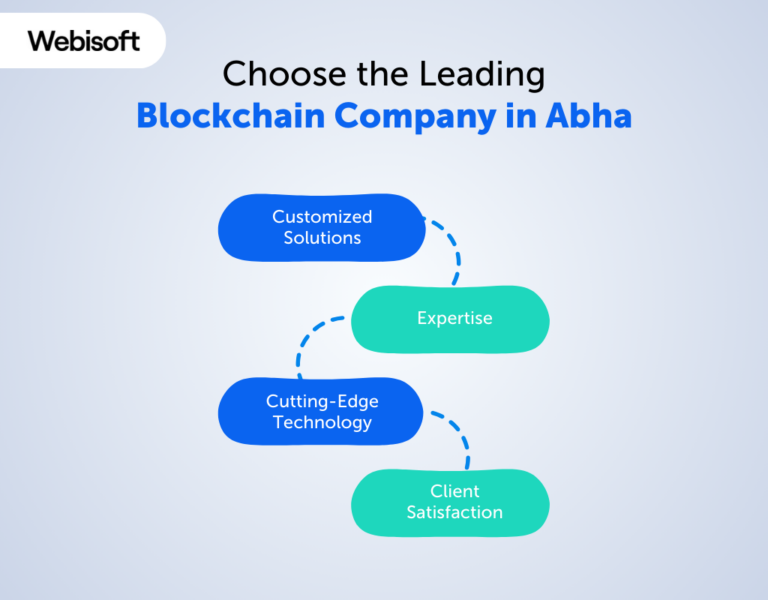 Webisoft
Choose the Leading
Blockchain Company in Abha
Customized
Solutions
Expertise
Cutting-Edge
Technology
Client
Satisfaction